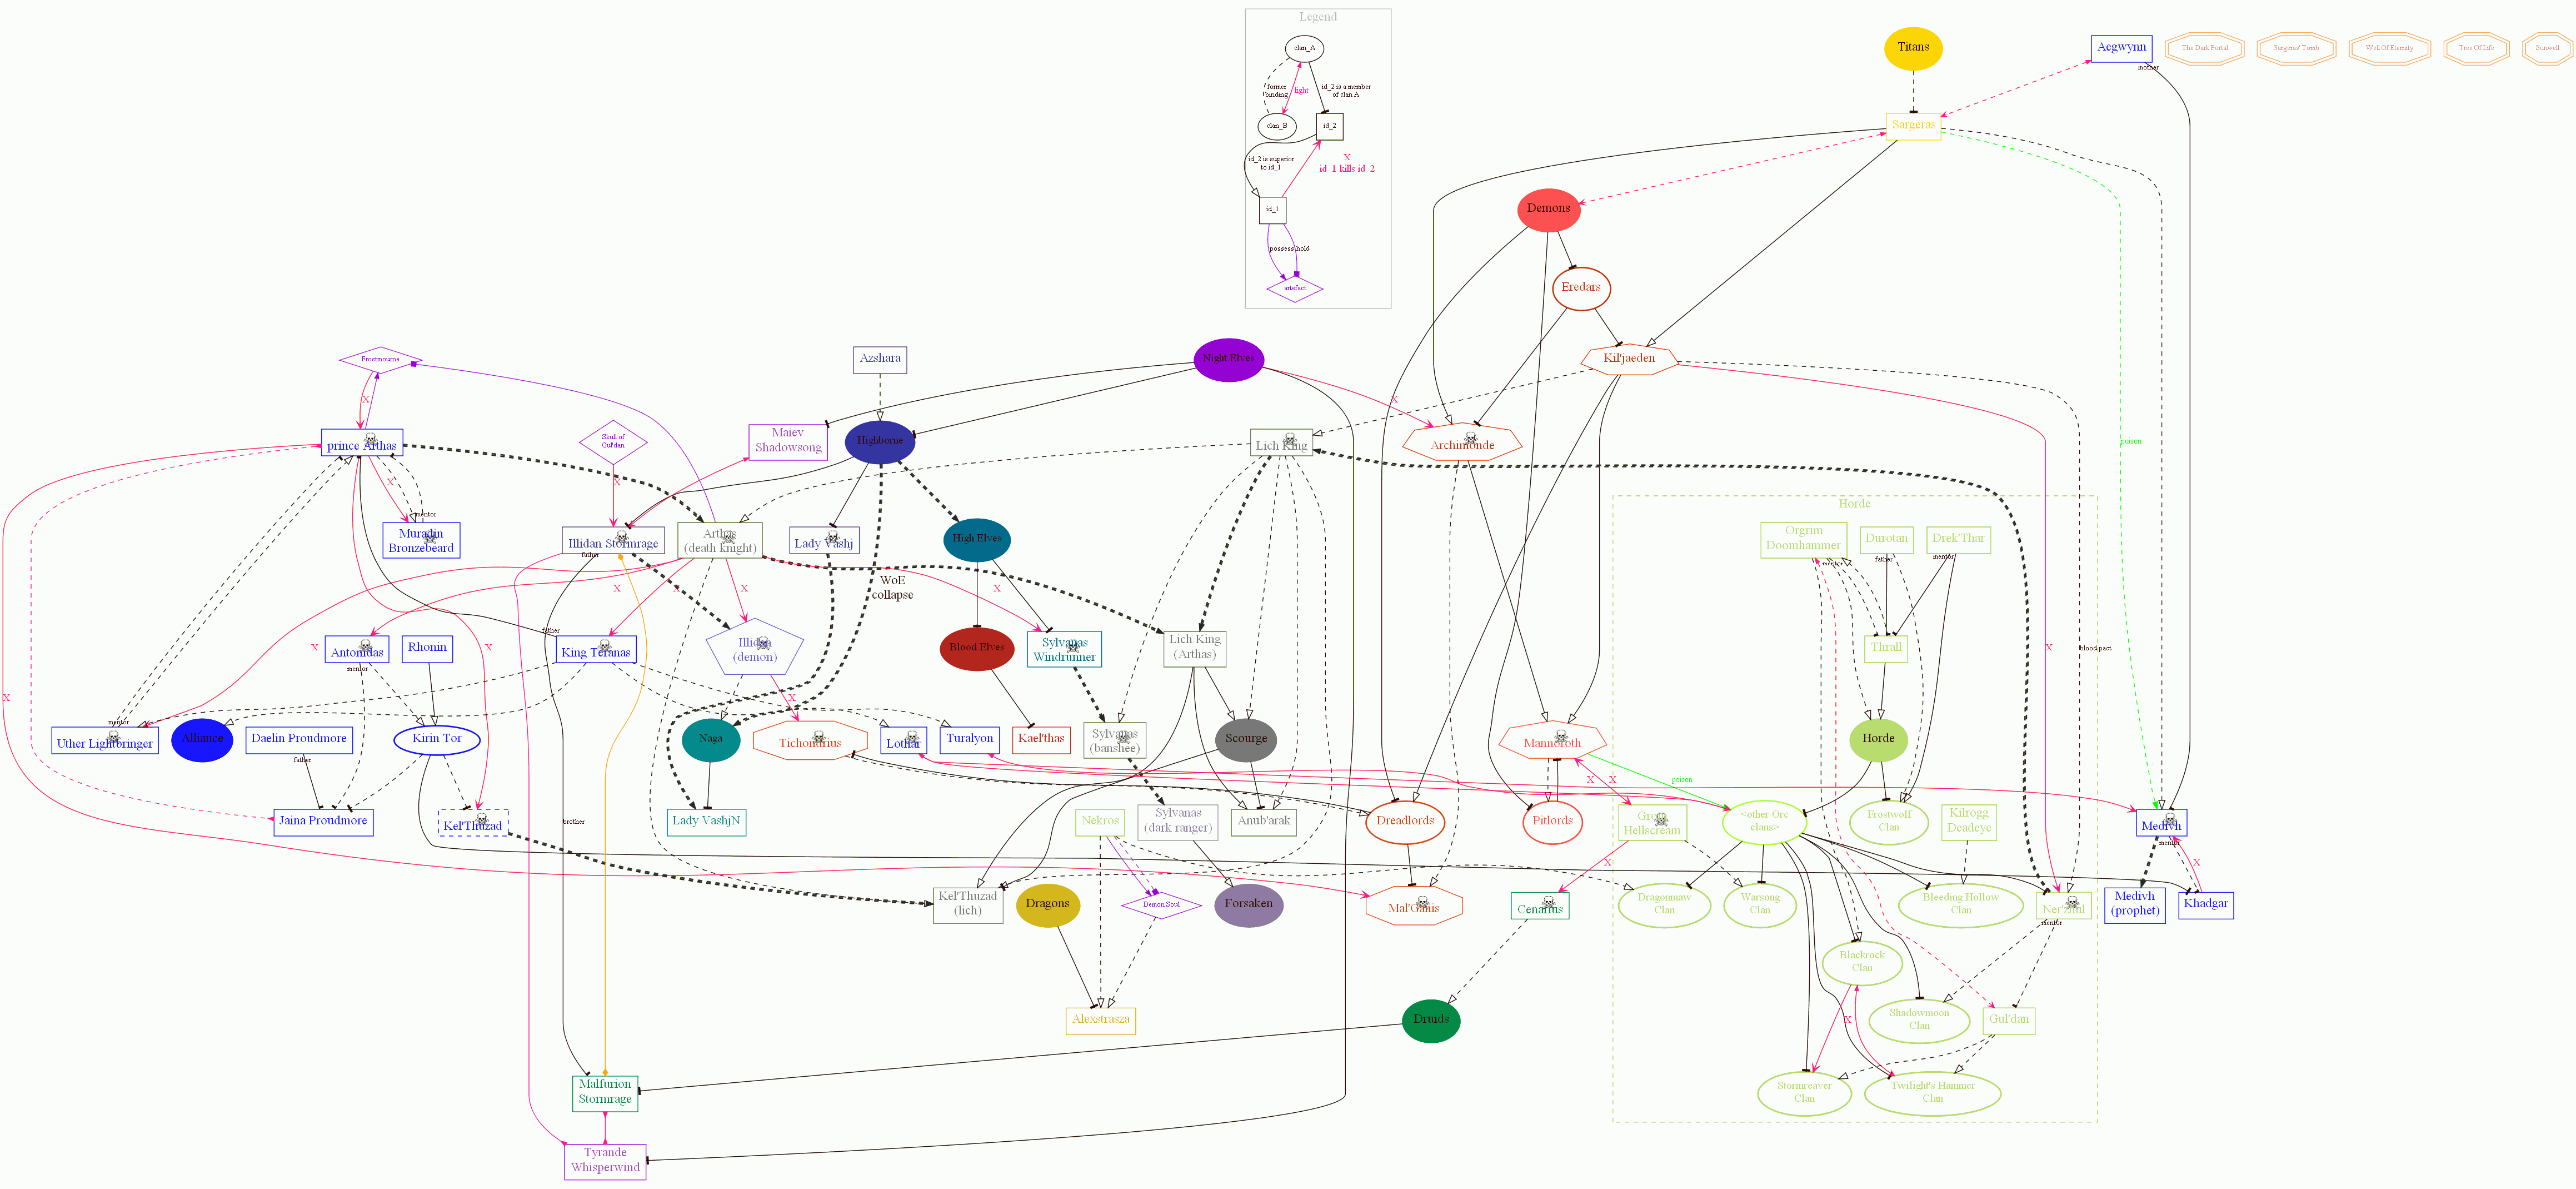 Legend
clan_A
former
binding
fight
id_2 is a member
of clan A
clan_B
id_2
id_2 is superior
to id_1
X
id_1 kills id_2
id_1
possess
hold
artefact
Titans
Aegwynn
mother
The Dark Portal
Sargeras' Tomb
Well Of Eternity
Tree Of Life
Sunwell
Sargeras
Demons
Eredars
poison
Frostmourne
Azshara
Night Elves
Kil'jaeden
X
X
prince Arthas
Skull of
Gul'dan
Maiev
Shadowsong
Highborne
Lich King
Archimonde
X
X
Horde
mentor
Muradin
Bronzebeard
Illidan Stormrage
father
Arthas
(death knight)
Lady Vashj
High Elves
WoE
collapse
Orgrim
Doomhammer
mentor
Durotan
father
Drek'Thar
mentor
X
X
X
X
X
X
X
father
Antonidas
mentor
Rhonin
King Teranas
Illidan
(demon)
Blood Elves
Sylvanas
Windrunner
Lich King
(Arthas)
Thrall
X
blood pact
X
X
mentor
Uther Lightbringer
Alliance
Daelin Proudmore
father
Kirin Tor
Naga
Tichondrius
Lothar
Turalyon
Kael'thas
Sylvanas
(banshee)
Scourge
Mannoroth
Horde
X
X
poison
Jaina Proudmore
Kel'Thuzad
brother
Lady VashjN
Nekros
Sylvanas
(dark ranger)
Anub'arak
Dreadlords
Pitlords
Grom
Hellscream
<other Orc
clans>
Frostwolf
Clan
Kilrogg
Deadeye
Medivh
mentor
X
X
Kel'Thuzad
(lich)
Dragons
Demon Soul
Forsaken
Mal'Ganis
Cenarius
Dragonmaw
Clan
Warsong
Clan
Bleeding Hollow
Clan
Ner'zhul
mentor
Medivh
(prophet)
Khadgar
Blackrock
Clan
Alexstrasza
Druids
X
Shadowmoon
Clan
Gul'dan
Malfurion
Stormrage
Stormreaver
Clan
Twilight's Hammer
Clan
Tyrande
Whisperwind